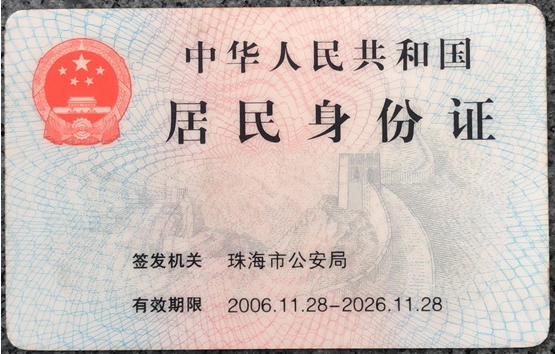 中华人民共和国
居民身份证
签发机关 珠海市公安局
有效期限 2006.11.28-2026.11.28